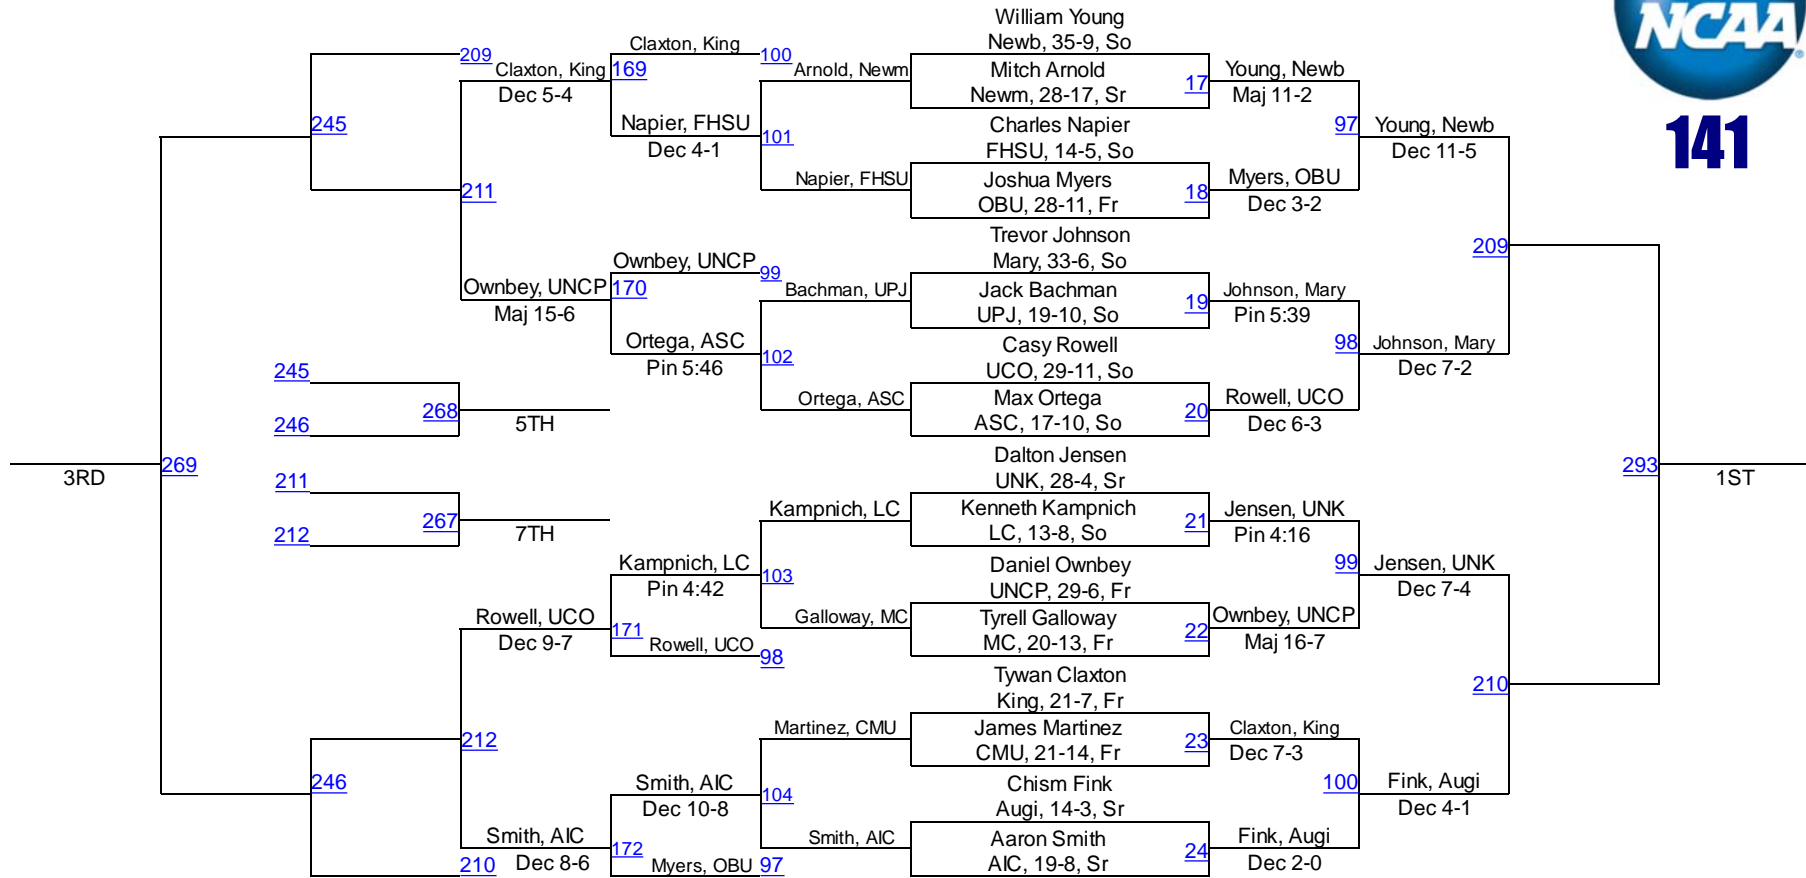 William Young
Newb, 35-9, So
NCAA
®
141
209
Claxton, King
Dec 5-4
169
Claxton, King
100
Arnold, Newm
Mitch Arnold
Newm, 28-17, Sr
17
Young, Newb
Maj 11-2
245
Napier, FHSU
Dec 4-1
101
Charles Napier
FHSU, 14-5, So
97
Young, Newb
Dec 11-5
211
Napier, FHSU
Joshua Myers
OBU, 28-11, Fr
18
Myers, OBU
Dec 3-2
Trevor Johnson
Mary, 33-6, So
209
Ownbey, UNCP
99
Ownbey, UNCP
Maj 15-6
170
Bachman, UPJ
Jack Bachman
UPJ, 19-10, So
19
Johnson, Mary
Pin 5:39
Ortega, ASC
Pin 5:46
102
Casy Rowell
UCO, 29-11, So
98
Johnson, Mary
Dec 7-2
245
268
246
5TH
Ortega, ASC
Max Ortega
ASC, 17-10, So
20
Rowell, UCO
Dec 6-3
3RD
269
Dalton Jensen
UNK, 28-4, Sr
293
1ST
211
267
212
7TH
Kampnich, LC
Kenneth Kampnich
LC, 13-8, So
21
Jensen, UNK
Pin 4:16
Kampnich, LC
Pin 4:42
103
Daniel Ownbey
UNCP, 29-6, Fr
99
Jensen, UNK
Dec 7-4
Rowell, UCO
Dec 9-7
171
Rowell, UCO
98
Galloway, MC
Tyrell Galloway
MC, 20-13, Fr
22
Ownbey, UNCP
Maj 16-7
Tywan Claxton
King, 21-7, Fr
210
212
Martinez, CMU
James Martinez
CMU, 21-14, Fr
23
Claxton, King
Dec 7-3
246
Smith, AIC
Dec 10-8
104
Chism Fink
Augi, 14-3, Sr
100
Fink, Augi
Dec 4-1
Smith, AIC
Dec 8-6
172
210
Myers, OBU
97
Smith, AIC
Aaron Smith
AIC, 19-8, Sr
24
Fink, Augi
Dec 2-0